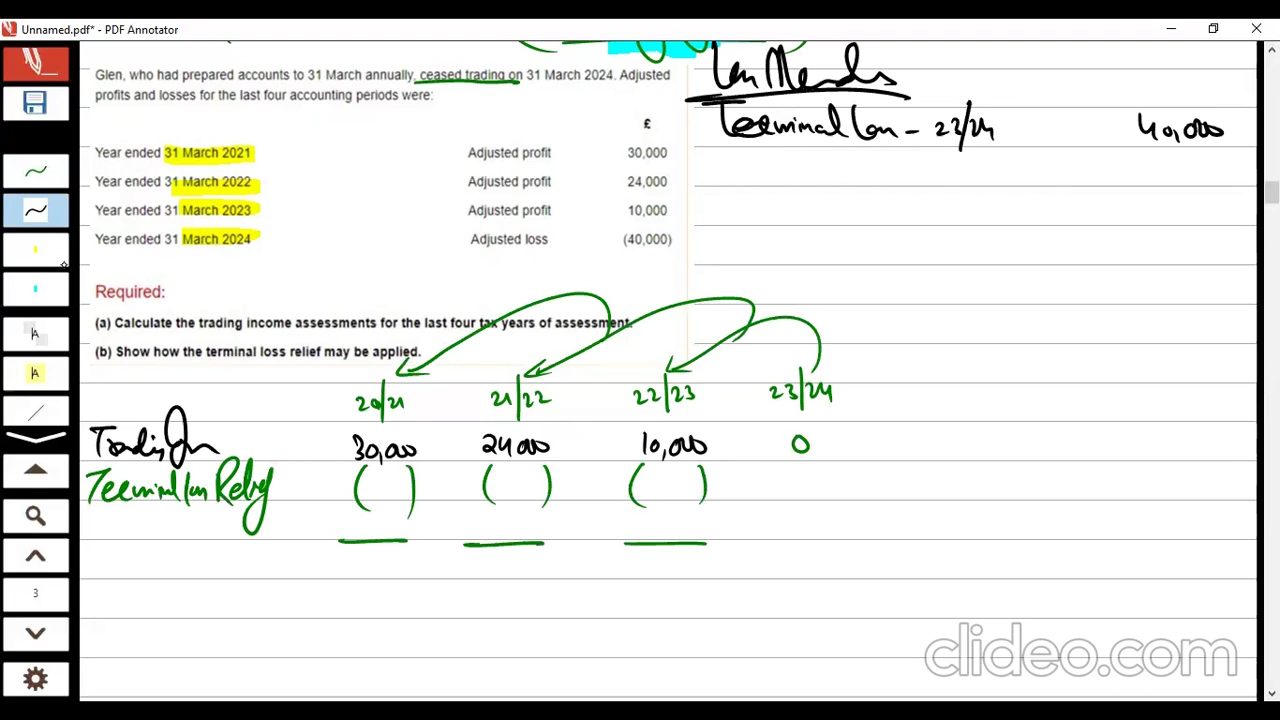 Unnamed.pdf* - PDF Annotator
Glen, who had prepared accounts to 31 March annually, ceased trading on 31 March 2024. Adjusted
profits and losses for the last four accounting periods were:
£
Year ended 31 March 2021 Adjusted profit 30,000
Year ended 31 March 2022 Adjusted profit 24,000
Year ended 31 March 2023 Adjusted profit 10,000
Year ended 31 March 2024 Adjusted loss (40,000)
Required:
(a) Calculate the trading income assessments for the last four tax years of assessment.
(b) Show how the terminal loss relief may be applied.
Terminal Loss - 23/24 40,000
20/21 21/22 22/23 23/24
Trading 30,000 24000 10,000 0
Terminal Loss Relief ( ) ( ) ( )
3
clideo.com